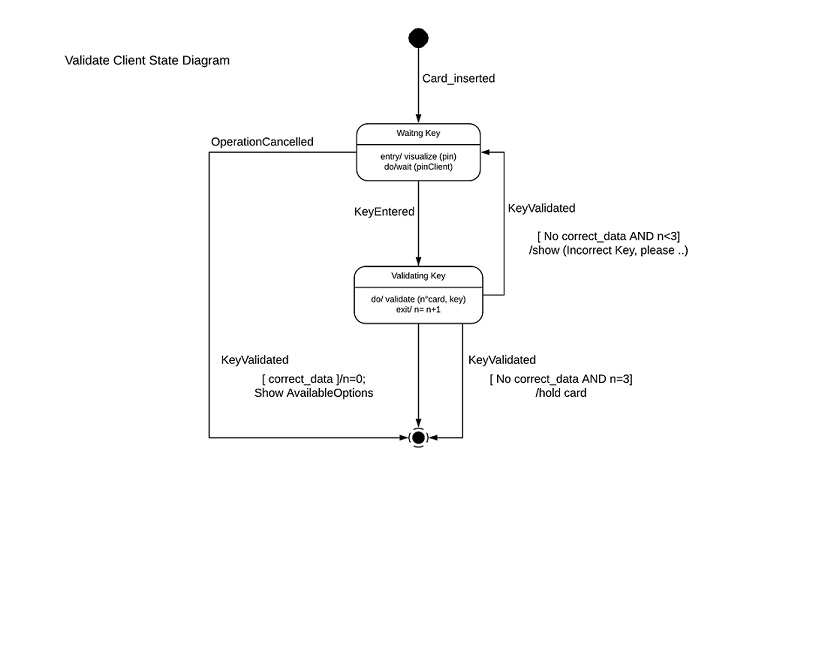 Validate Client State Diagram
Card_inserted
Waitng Key
entry/ visualize (pin)
do/wait (pinClient)
OperationCancelled
KeyEntered
KeyValidated
[ No correct_data AND n<3]
/show (Incorrect Key, please ..)
Validating Key
do/ validate (n°card, key)
exit/ n= n+1
KeyValidated
[ correct_data ]/n=0;
Show AvailableOptions
KeyValidated
[ No correct_data AND n=3]
/hold card